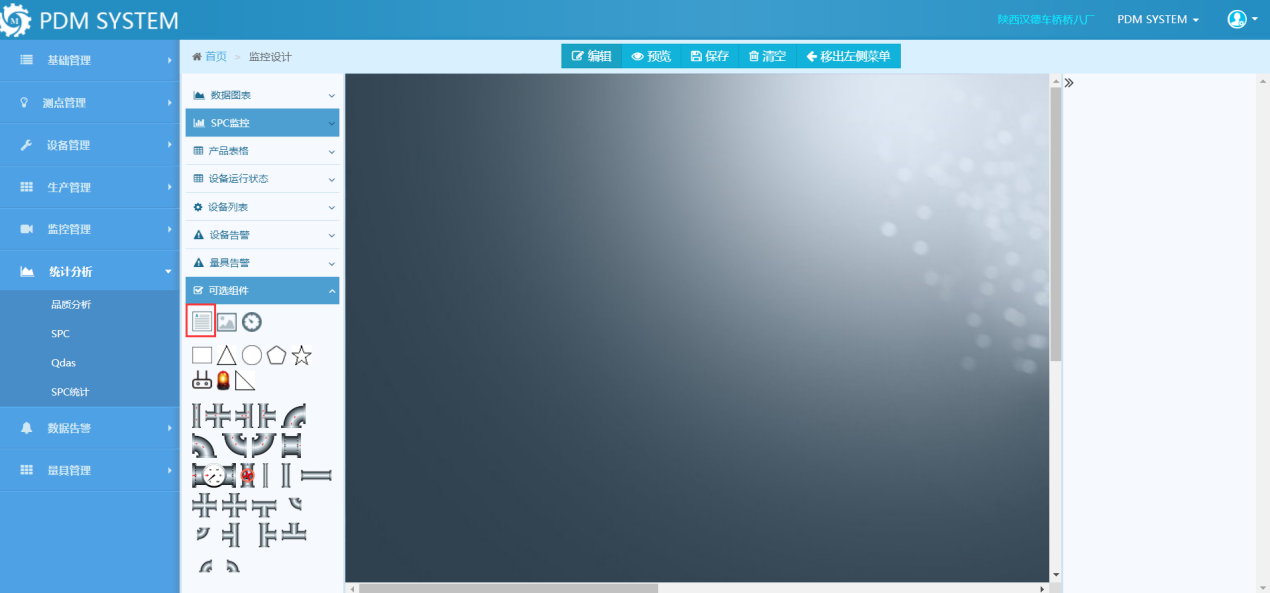 PDM SYSTEM
陕西汉德车桥桥八厂
PDM SYSTEM
基础管理
测点管理
设备管理
生产管理
监控管理
统计分析
品质分析
SPC
Qdas
SPC统计
数据告警
量具管理
首页 > 监控设计
编辑
预览
保存
清空
移出左侧菜单
数据图表
SPC监控
产品表格
设备运行状态
设备列表
设备告警
量具告警
可选组件